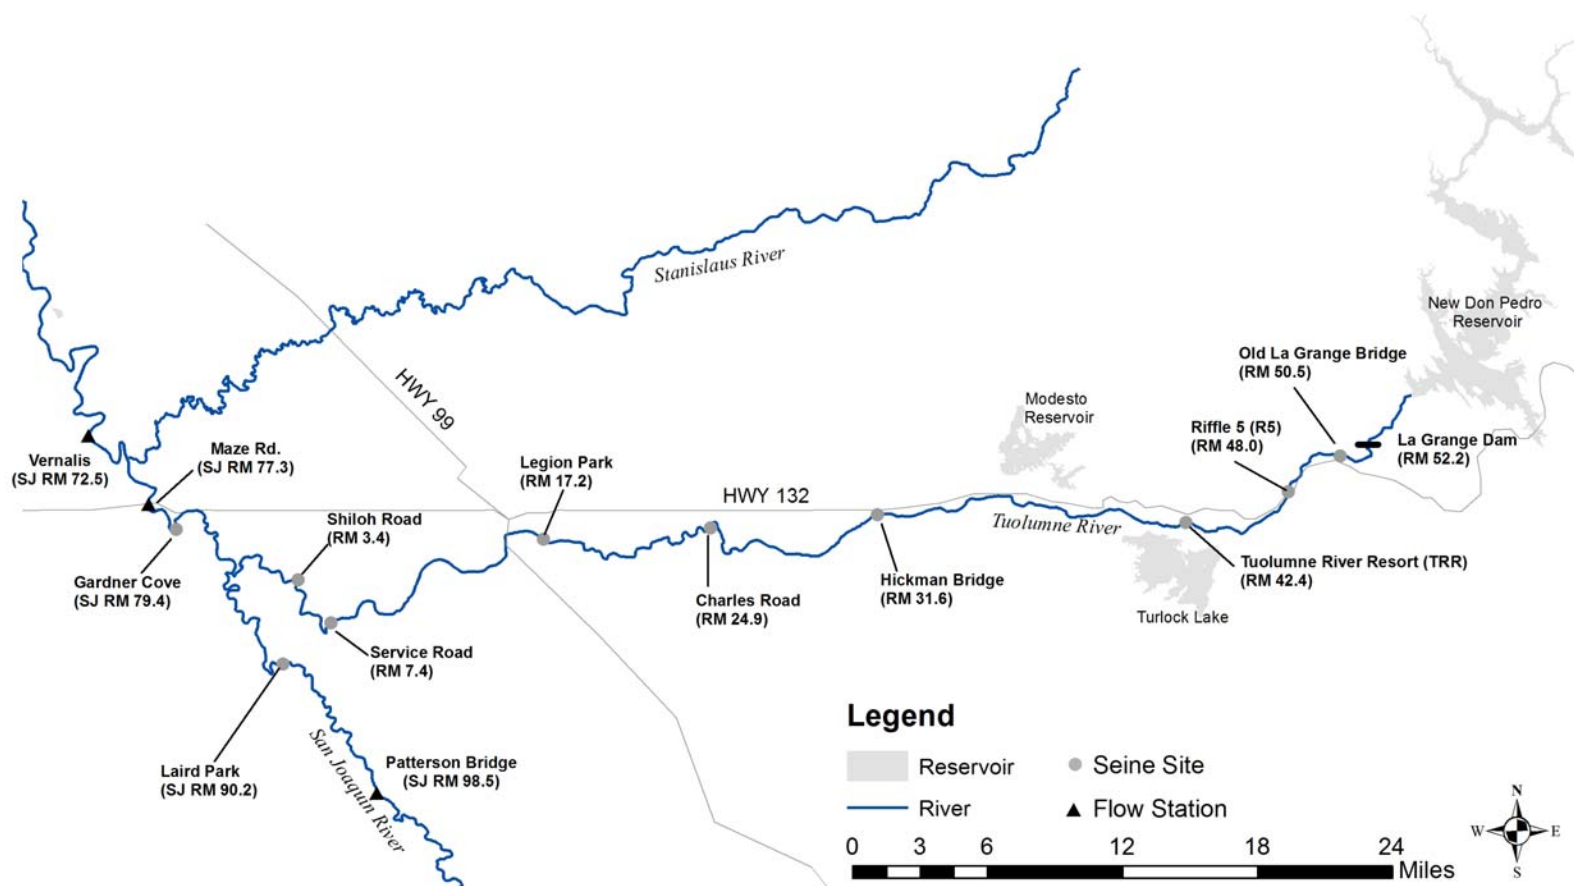 Stanislaus River
New Don Pedro
Reservoir
Old La Grange Bridge
(RM 50.5)
HWY 99
Modesto
Reservoir
Riffle 5 (R5)
(RM 48.0)
La Grange Dam
(RM 52.2)
Vernalis
(SJ RM 72.5)
Maze Rd.
(SJ RM 77.3)
Legion Park
(RM 17.2)
HWY 132
Tuolumne River
Shiloh Road
(RM 3.4)
Gardner Cove
(SJ RM 79.4)
Hickman Bridge
(RM 31.6)
Tuolumne River Resort (TRR)
(RM 42.4)
Charles Road
(RM 24.9)
Turlock Lake
Service Road
(RM 7.4)
Laird Park
(SJ RM 90.2)
San Joaquin River
Patterson Bridge
(SJ RM 98.5)
Legend
Reservoir
Seine Site
River
Flow Station
0 3 6 12 18 24
Miles
N
W E
S